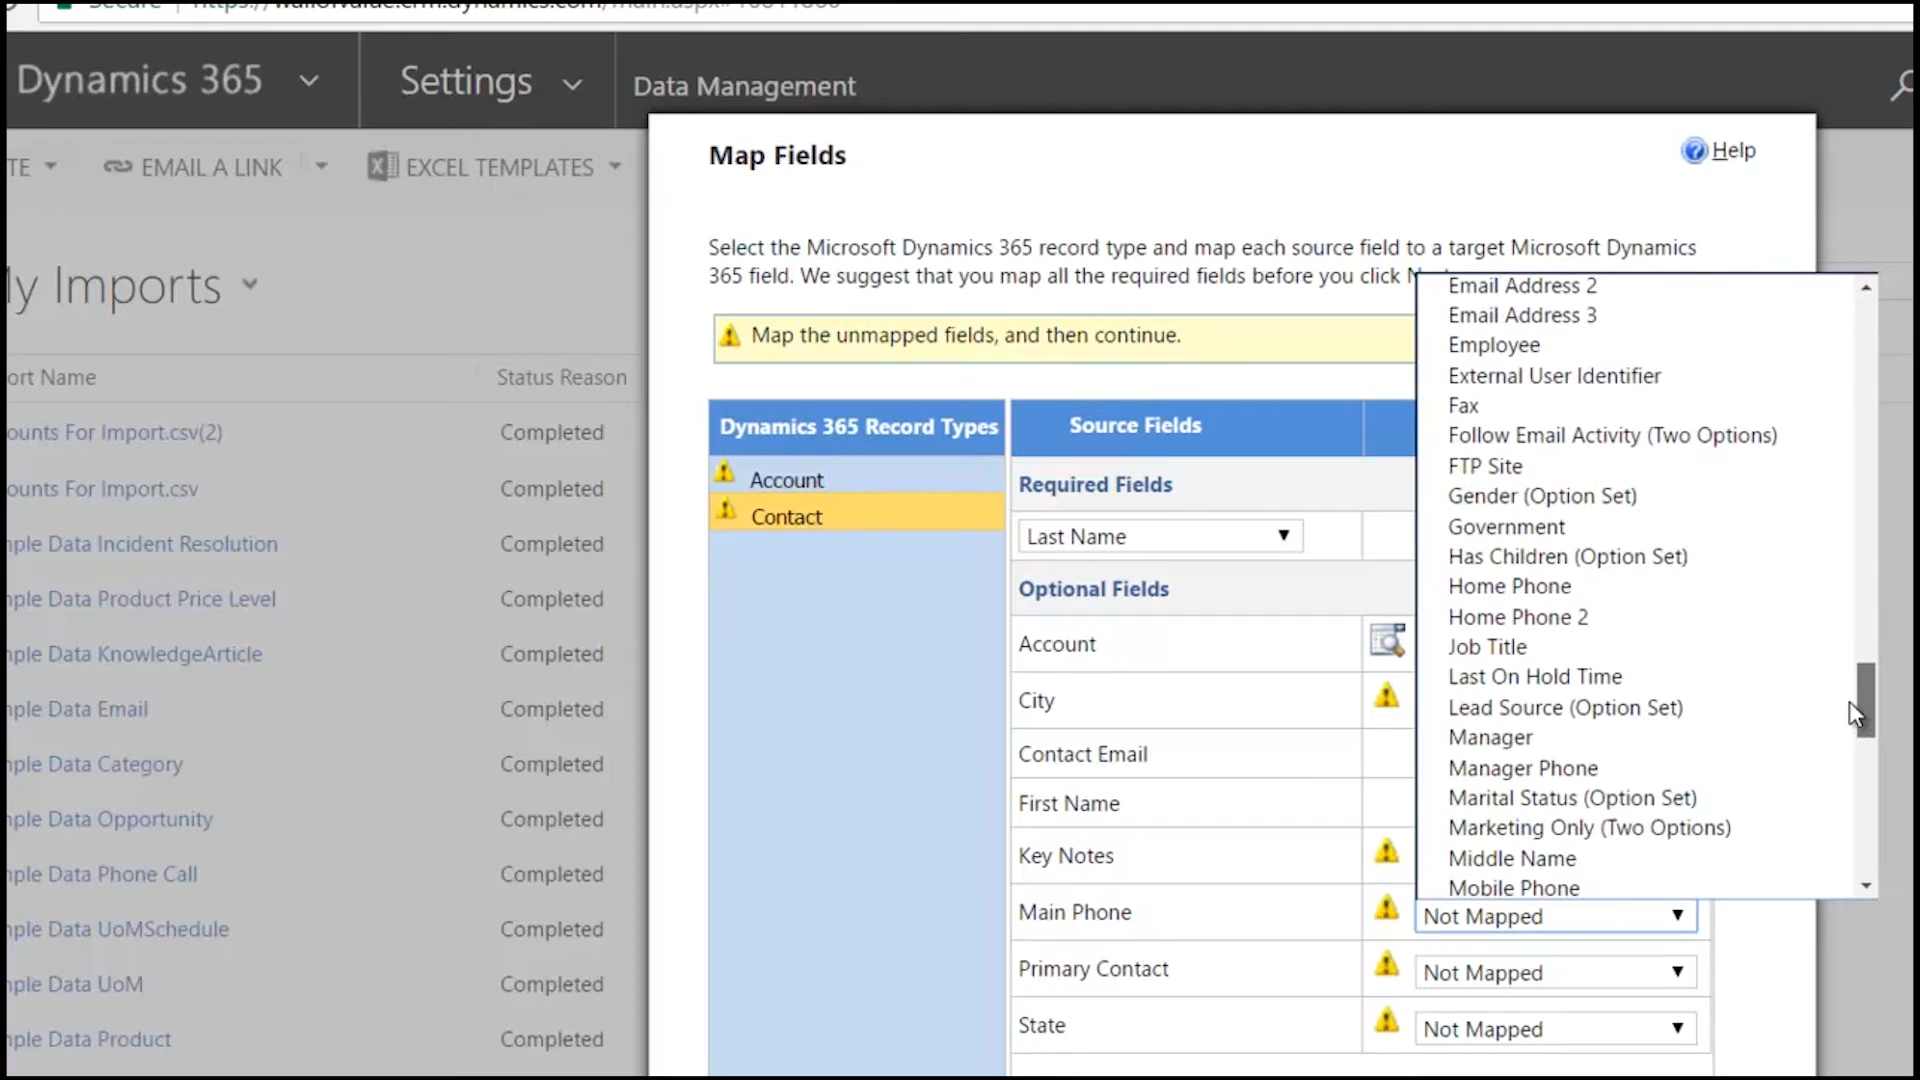 Secure
Dynamics 365
Settings
Data Management
TE
EMAIL A LINK
EXCEL TEMPLATES
Map Fields
Help
Select the Microsoft Dynamics 365 record type and map each source field to a target Microsoft Dynamics
365 field. We suggest that you map all the required fields before you click
Map the unmapped fields, and then continue.
ly Imports
ort Name
Status Reason
ounts For Import.csv(2)
Completed
ounts For Import.csv
Completed
nple Data Incident Resolution
Completed
nple Data Product Price Level
Completed
nple Data KnowledgeArticle
Completed
nple Data Email
Completed
nple Data Category
Completed
nple Data Opportunity
Completed
nple Data Phone Call
Completed
nple Data UoMSchedule
Completed
nple Data UoM
Completed
nple Data Product
Completed
Dynamics 365 Record Types
Account
Contact
Source Fields
Required Fields
Last Name
Optional Fields
Account
City
Contact Email
First Name
Key Notes
Main Phone
Not Mapped
Primary Contact
Not Mapped
State
Not Mapped
Email Address 2
Email Address 3
Employee
External User Identifier
Fax
Follow Email Activity (Two Options)
FTP Site
Gender (Option Set)
Government
Has Children (Option Set)
Home Phone
Home Phone 2
Job Title
Last On Hold Time
Lead Source (Option Set)
Manager
Manager Phone
Marital Status (Option Set)
Marketing Only (Two Options)
Middle Name
Mobile Phone